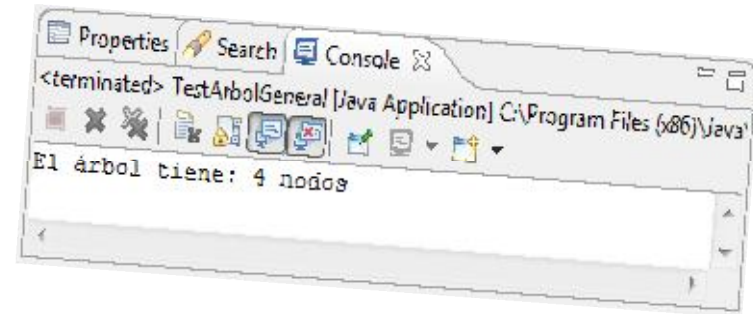 Properties Search Console
<terminated> TestArbolGeneral [Java Application] C:\Program Files (x86)\Java\
El árbol tiene: 4 nodos